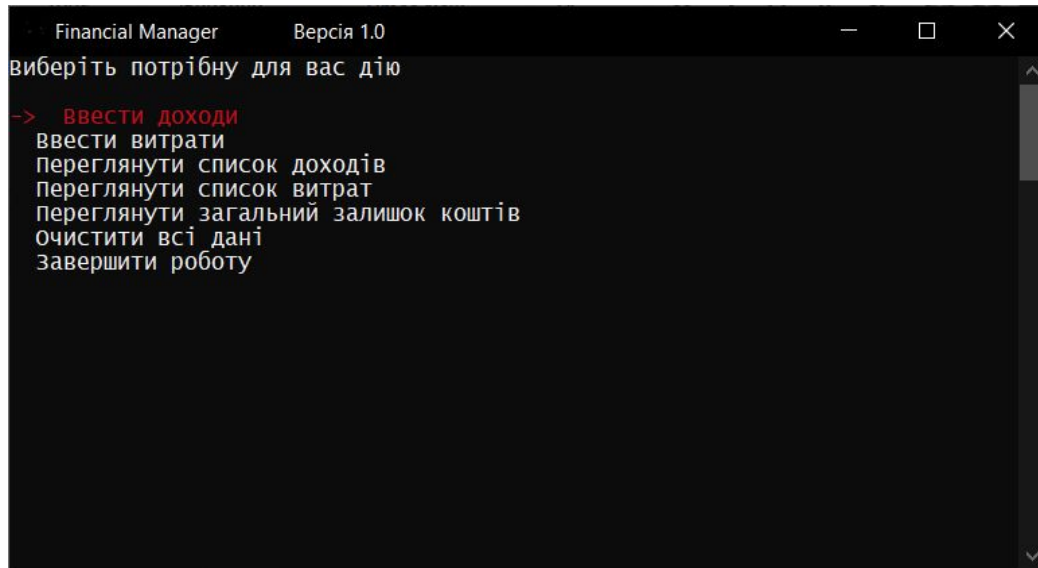 Financial Manager Версія 1.0
Виберіть потрібну для вас дію
-> Ввести доходи
Ввести витрати
Переглянути список доходів
Переглянути список витрат
Переглянути загальний залишок коштів
Очистити всі дані
Завершити роботу